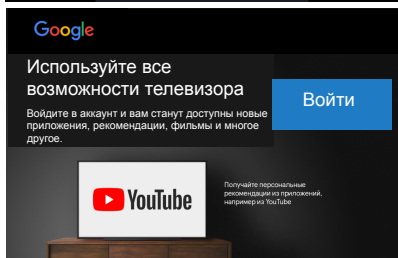 Google
Используйте все
возможности телевизора
Войдите в аккаунт и вам станут доступны новые
приложения, рекомендации, фильмы и многое
другое.
Войти
YouTube
Получайте персональные
рекомендации из приложений,
например из YouTube